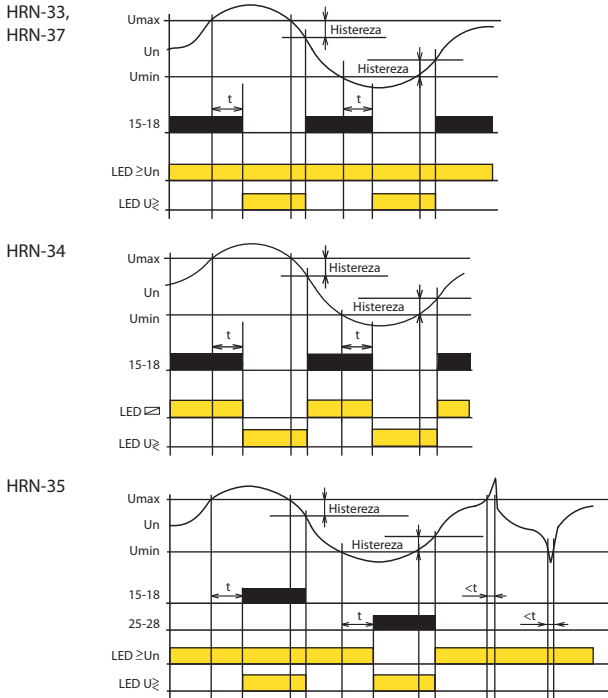 HRN-33,
HRN-37
Umax
Histereza
Un
Histereza
Umin
t
t
15-18
LED ≥Un
LED U≷
HRN-34
Umax
Histereza
Un
Histereza
Umin
t
t
15-18
LED
LED U≷
HRN-35
Umax
Histereza
Un
Histereza
Umin
t
<t
15-18
t
<t
25-28
LED ≥Un
LED U≷